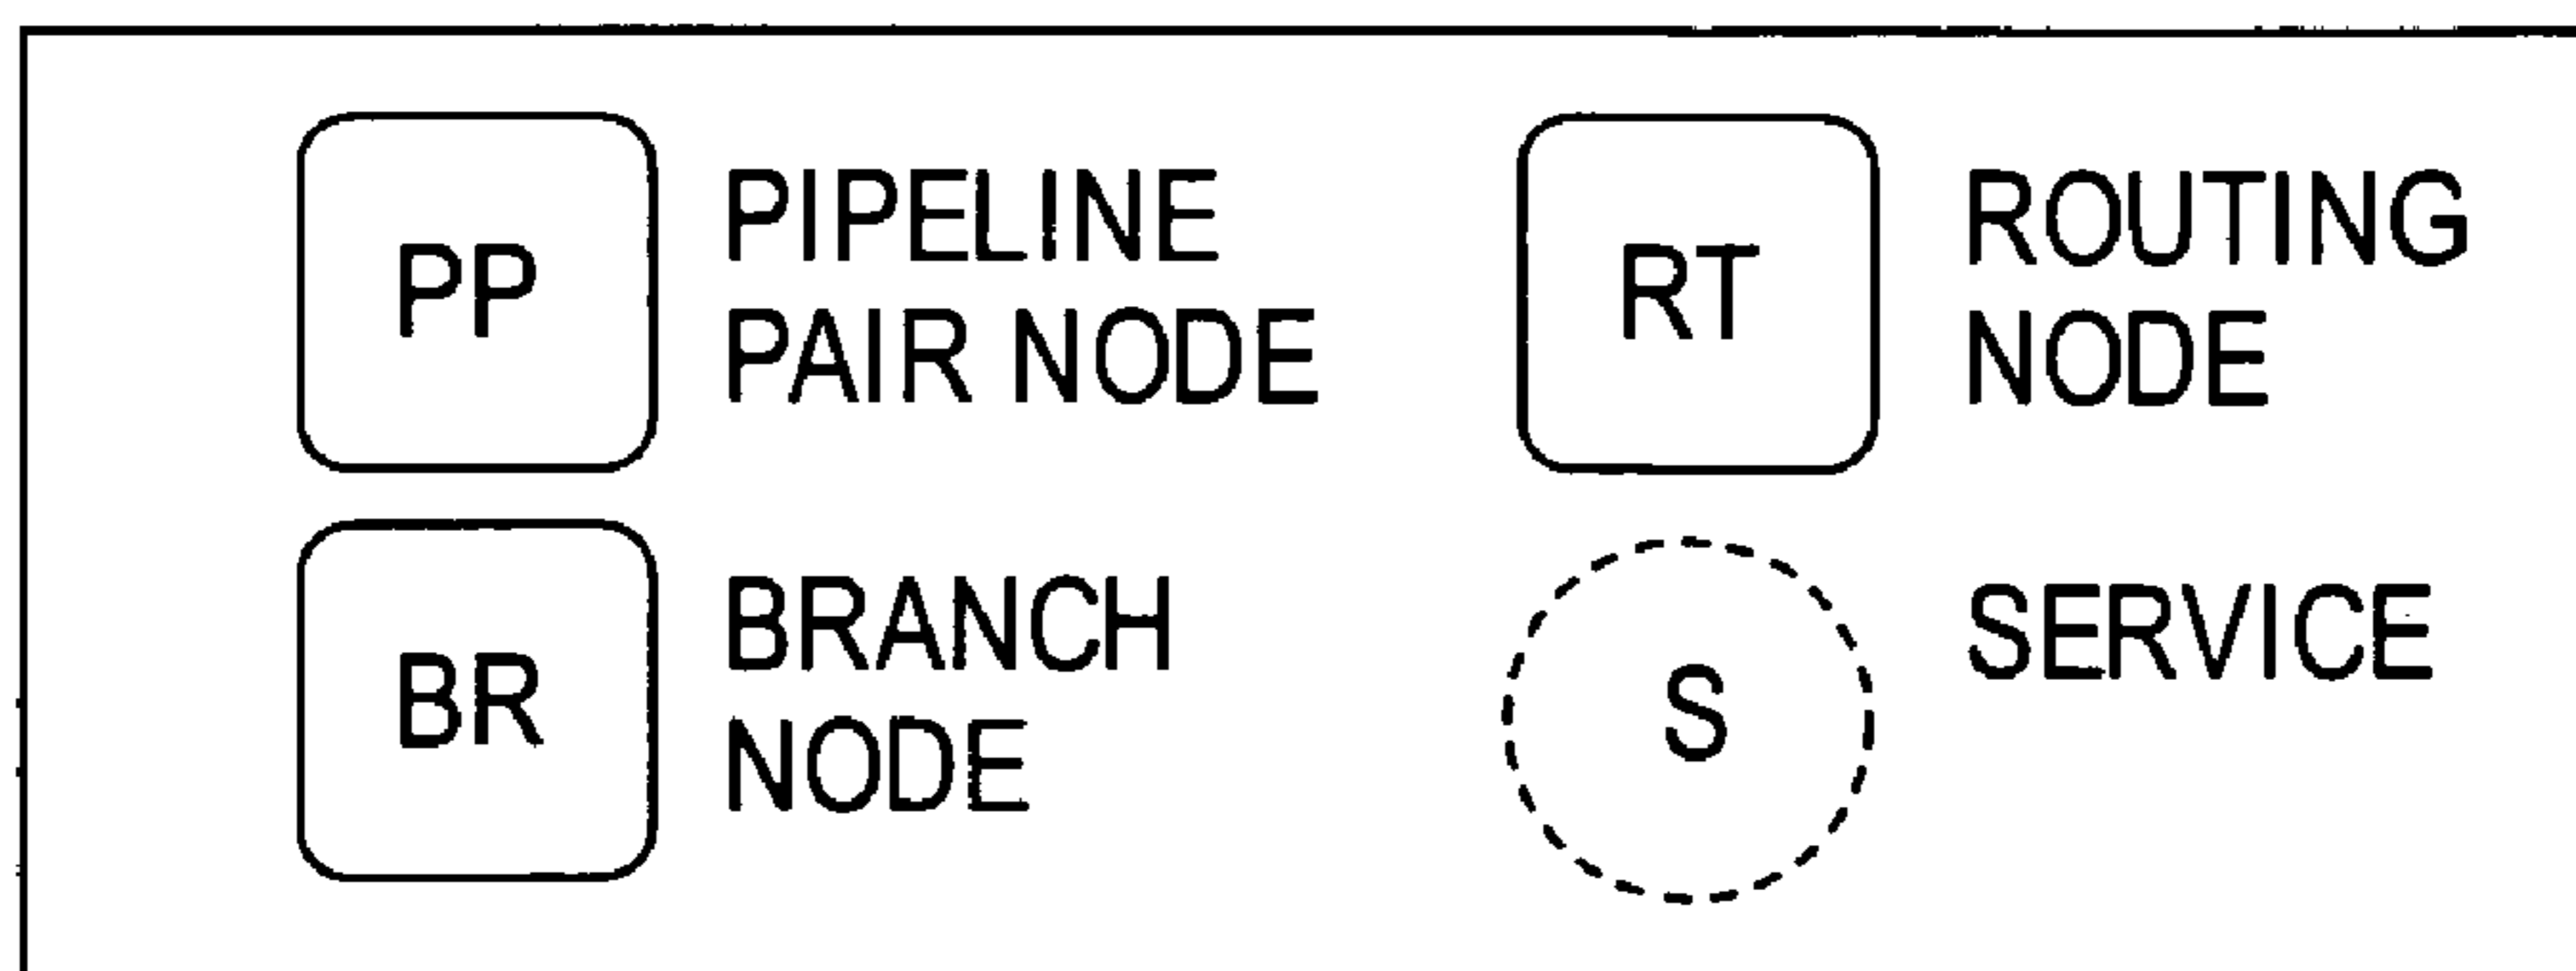 PP
PIPELINE
PAIR NODE
RT
ROUTING
NODE
BR
BRANCH
NODE
S
SERVICE